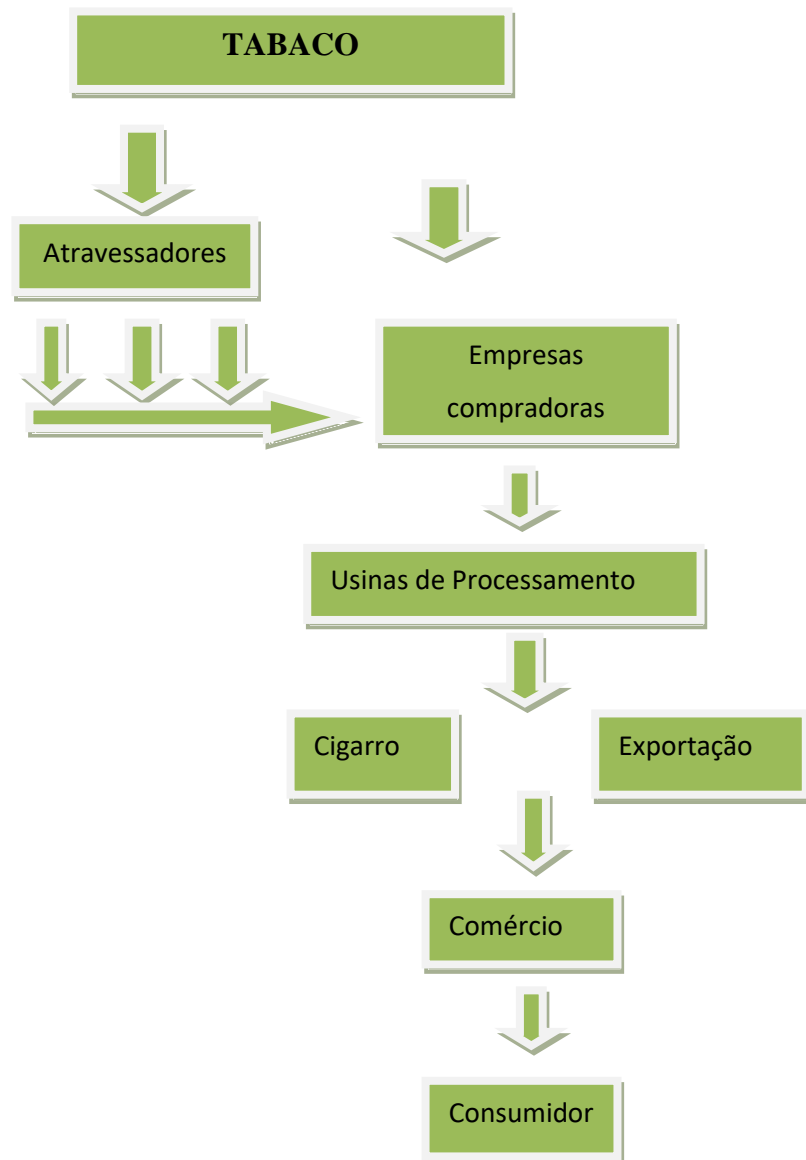 TABACO
Atravessadores
Empresas
compradoras
Usinas de Processamento
Cigarro
Exportação
Comércio
Consumidor